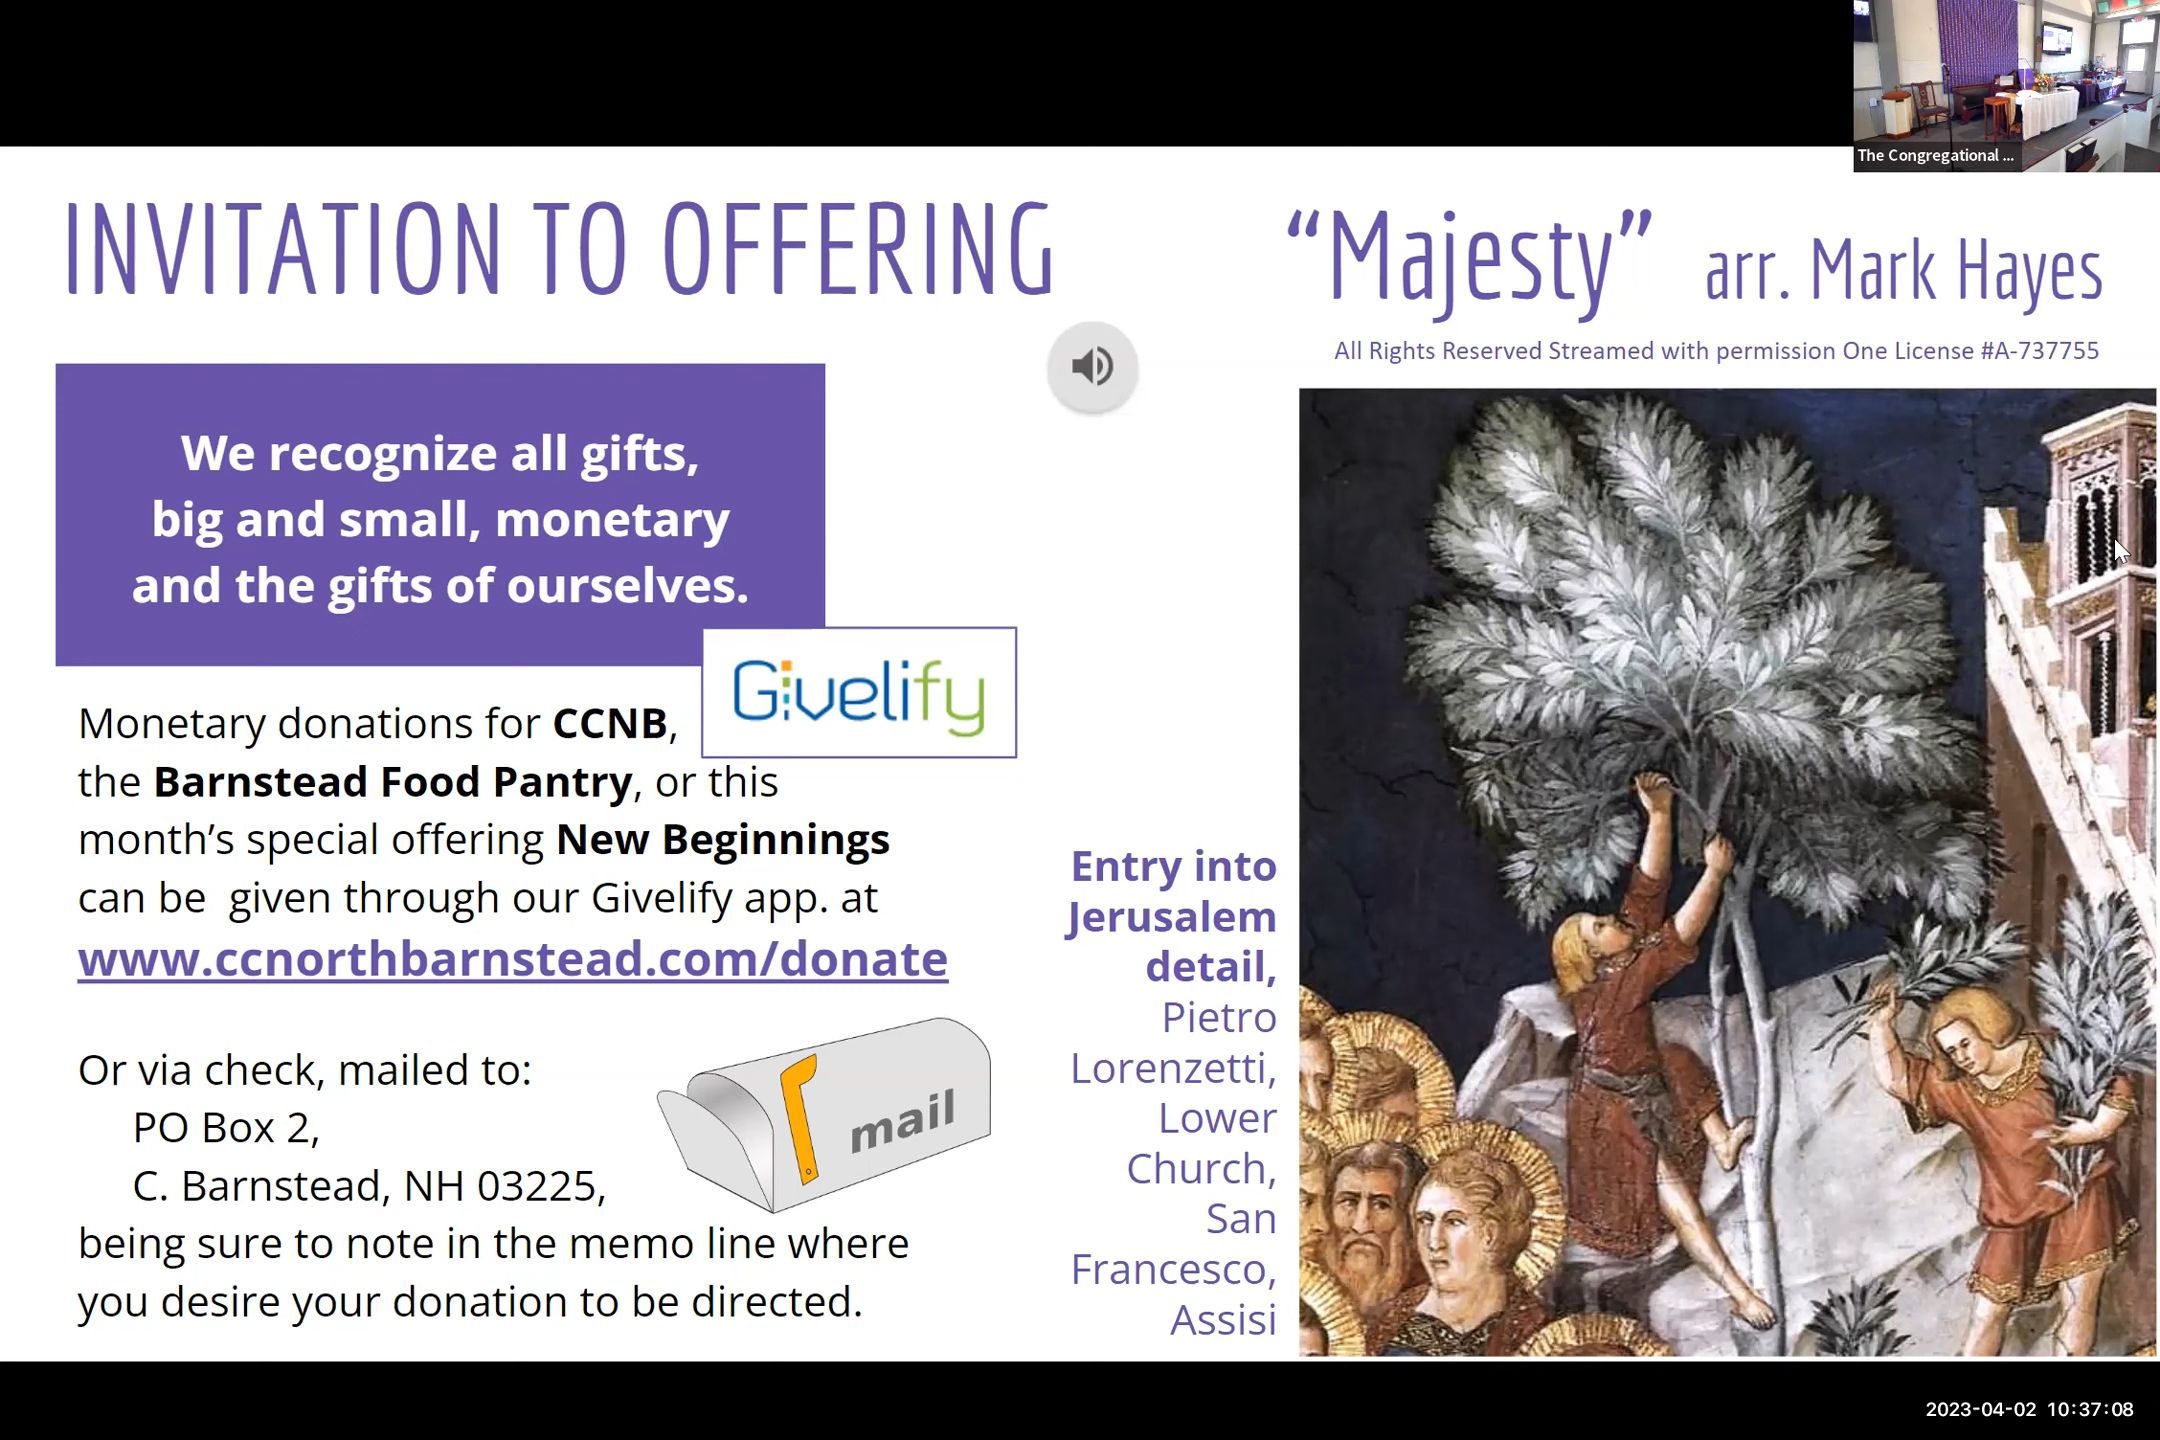 The Congregational ...
INVITATION TO OFFERING
“Majesty” arr. Mark Hayes
All Rights Reserved Streamed with permission One License #A-737755
We recognize all gifts,
big and small, monetary
and the gifts of ourselves.
Givelify
Monetary donations for CCNB,
the Barnstead Food Pantry, or this
month’s special offering New Beginnings
can be  given through our Givelify app. at
www.ccnorthbarnstead.com/donate
Or via check, mailed to:
PO Box 2,
C. Barnstead, NH 03225,
being sure to note in the memo line where
you desire your donation to be directed.
mail
Entry into
Jerusalem
detail,
Pietro
Lorenzetti,
Lower
Church,
San
Francesco,
Assisi
2023-04-02 10:37:08